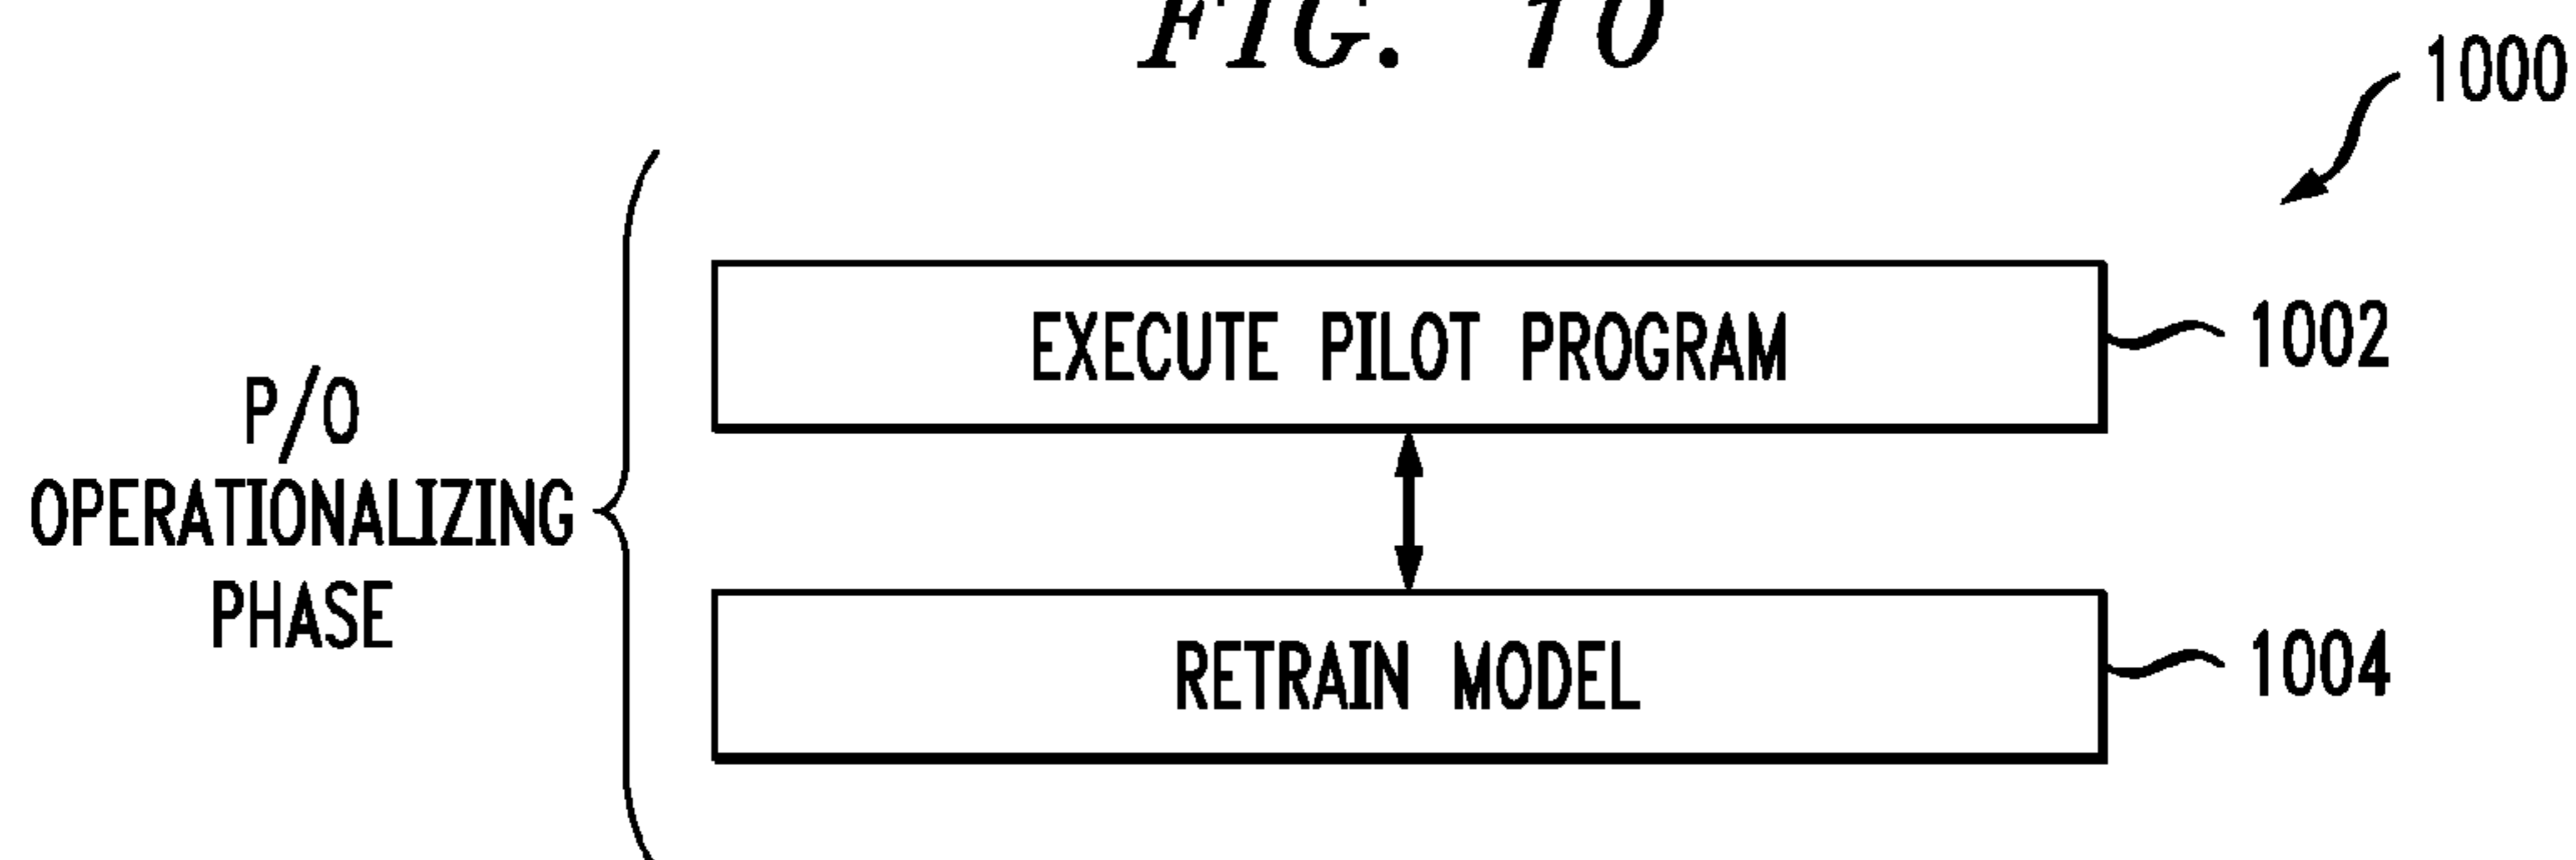 FIG. 10
1000
EXECUTE PILOT PROGRAM
1002
P/O
OPERATIONALIZING
PHASE
RETRAIN MODEL
1004